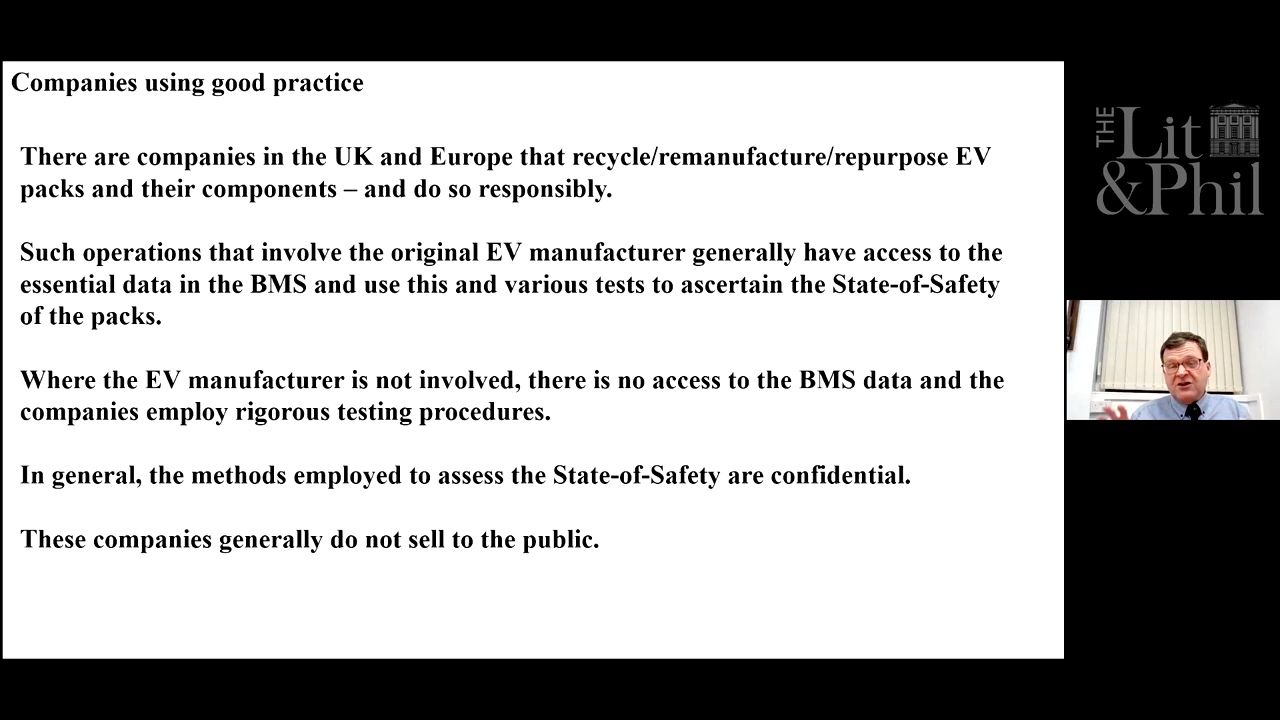 Companies using good practice
There are companies in the UK and Europe that recycle/remanufacture/repurpose EV
packs and their components – and do so responsibly.
Such operations that involve the original EV manufacturer generally have access to the
essential data in the BMS and use this and various tests to ascertain the State-of-Safety
of the packs.
Where the EV manufacturer is not involved, there is no access to the BMS data and the
companies employ rigorous testing procedures.
In general, the methods employed to assess the State-of-Safety are confidential.
These companies generally do not sell to the public.
THE Lit
&Phil